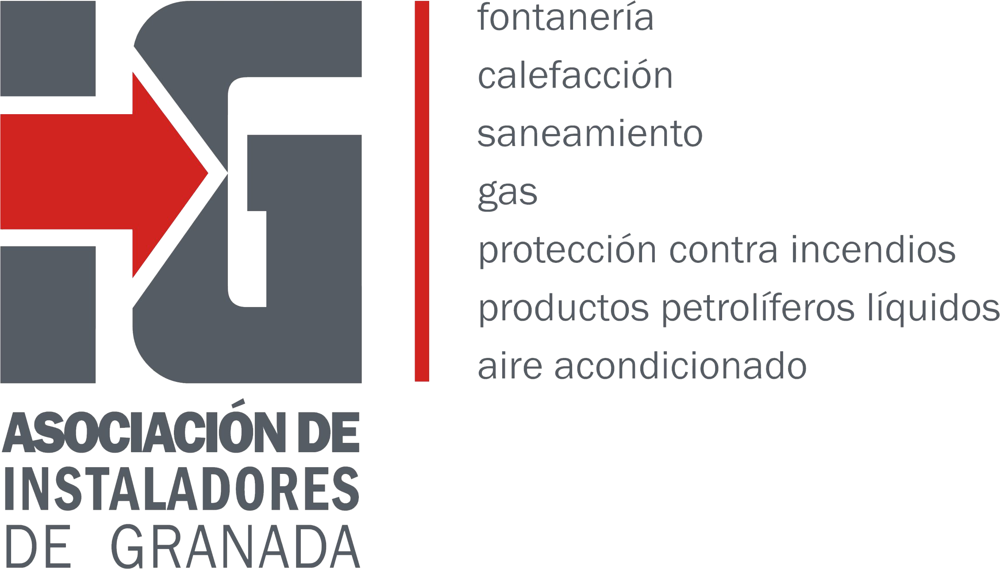 fontanería
calefacción
saneamiento
gas
protección contra incendios
productos petrolíferos líquidos
aire acondicionado
ASOCIACIÓN DE
INSTALADORES
DE GRANADA